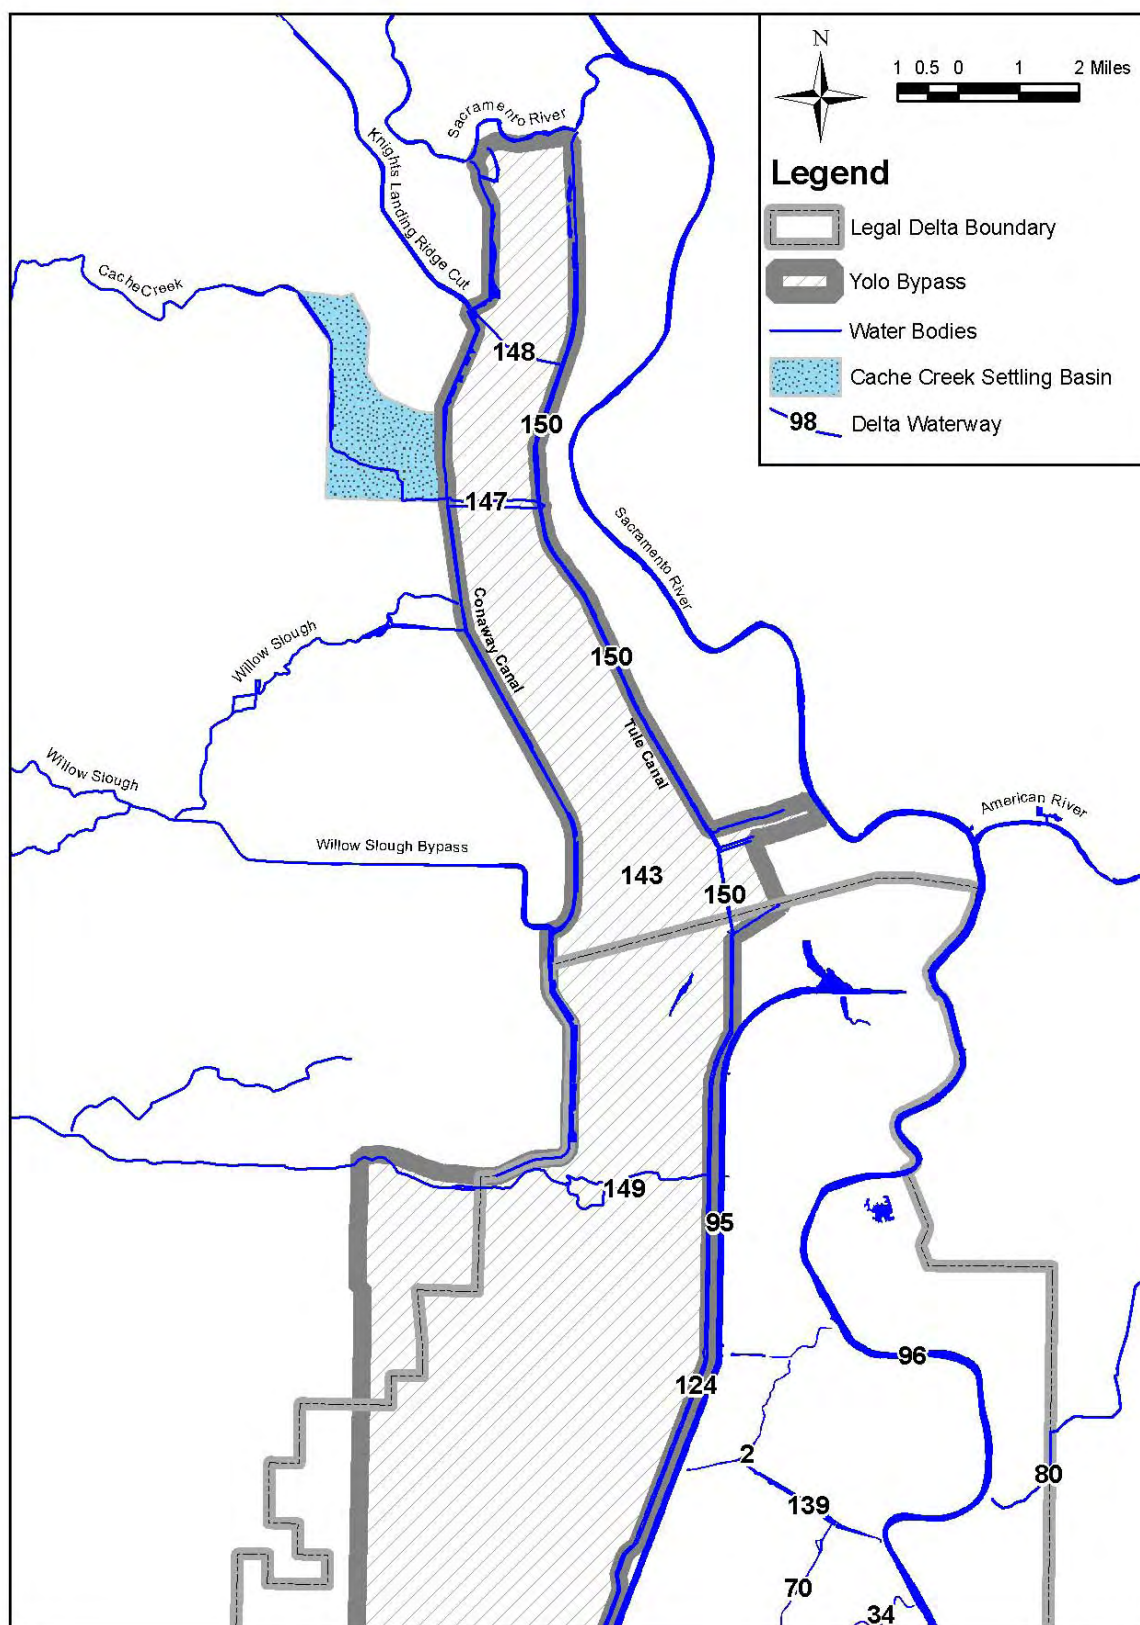 N
1 0.5 0 1 2 Miles
Legend
Legal Delta Boundary
Yolo Bypass
Water Bodies
Cache Creek Settling Basin
98 Delta Waterway
Sacramento River
Knights Landing Ridge Cut
Cache Creek
148
150
147
Sacramento River
Conaway Canal
Willow Slough
150
Tule Canal
Willow Slough
American River
Willow Slough Bypass
143
150
149
95
96
124
2
80
139
70
34